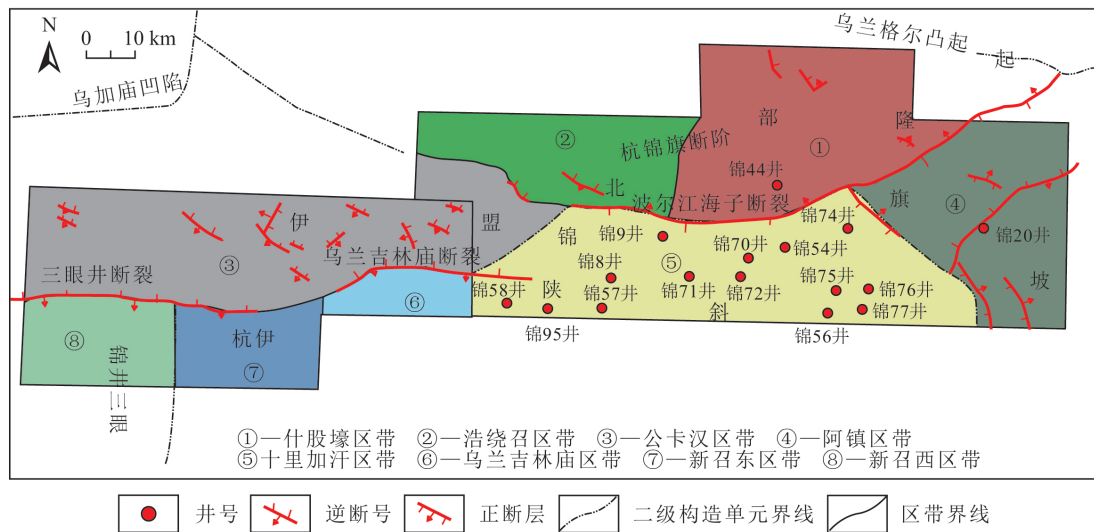 N
0 10 km
乌兰格尔凸起
起
乌加庙凹陷
部
隆
②
杭锦旗断阶
①
锦44井
北
波尔江海子断裂
旗
④
锦74井
伊
盟
锦
锦9井
锦70井
锦54井
锦20井
乌兰吉林庙断裂
③
三眼井断裂
锦8井
⑤
锦75井
锦76井
坡
锦58井
陕
锦57井
锦71井
锦72井
斜
锦77井
⑥
锦95井
锦56井
⑧
杭伊
⑦
锦井三眼
①—什股壕区带 ②—浩绕召区带 ③—公卡汉区带 ④—阿镇区带
⑤十里加汗区带 ⑥—乌兰吉林庙区带 ⑦—新召东区带 ⑧—新召西区带
井号 逆断号 正断层 二级构造单元界线 区带界线